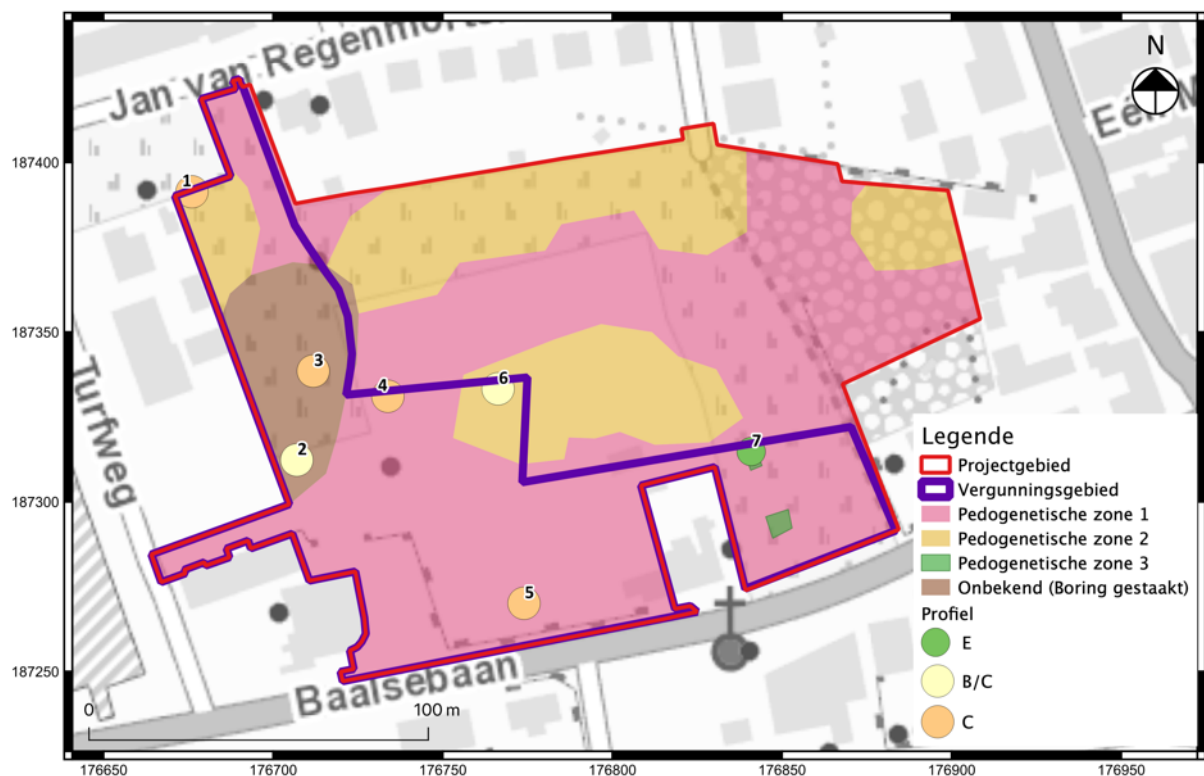 Jan van Regenmorte
N
Eén M
187400
187350
187300
187250
1
2
3
4
5
6
7
Turfweg
Baalsebaan
0
100 m
Legende
Projectgebied
Vergunningsgebied
Pedogenetische zone 1
Pedogenetische zone 2
Pedogenetische zone 3
Onbekend (Boring gestaakt)
Profiel
E
B/C
C
176650
176700
176750
176800
176850
176900
176950